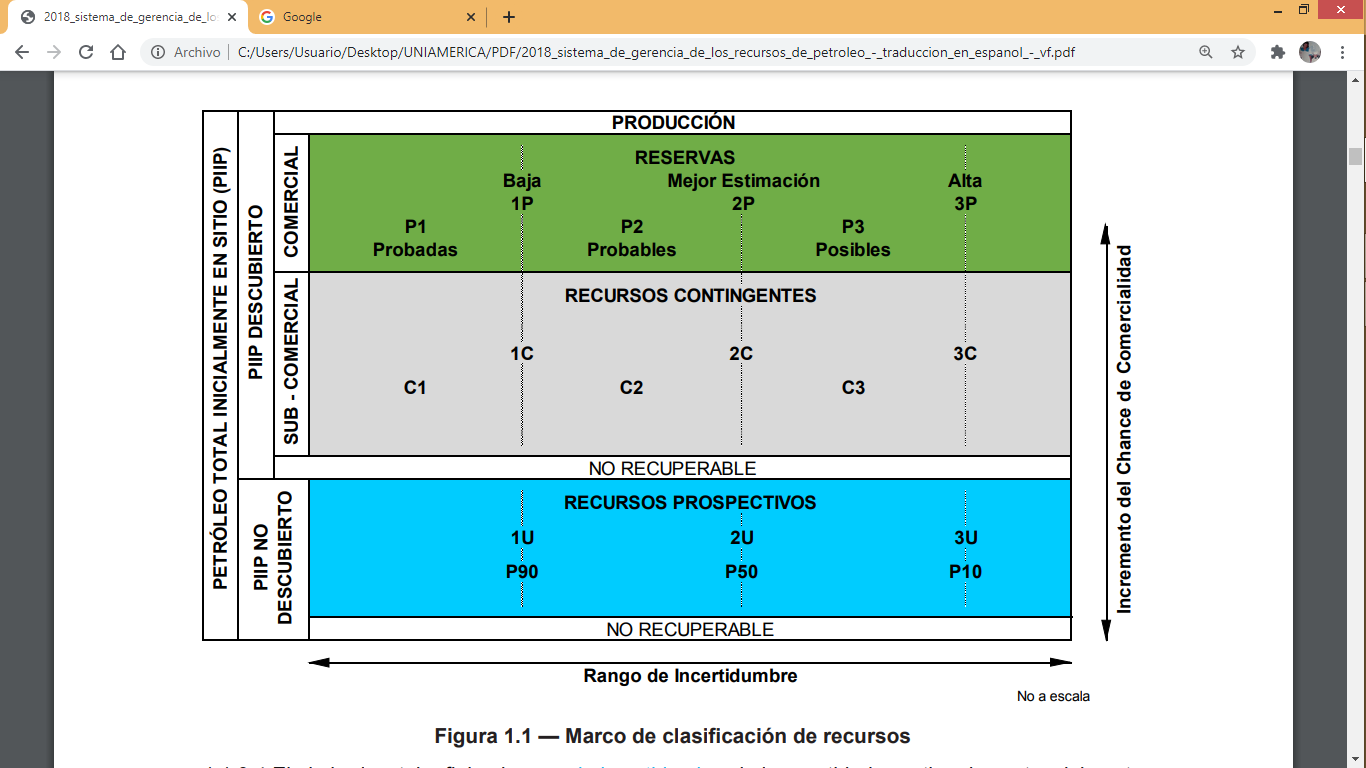 2018_sistema_de_gerencia_de_lo
Google
Archivo
C:/Users/Usuario/Desktop/UNIAMERICA/PDF/2018_sistema_de_gerencia_de_los_recursos_de_petroleo_-_traduccion_en_espanol_-_vf.pdf
PETRÓLEO TOTAL INICIALMENTE EN SITIO (PIIP)
PIIP DESCUBIERTO
PRODUCCIÓN
COMERCIAL
RESERVAS
Baja Mejor Estimación Alta
1P 2P 3P
P1 P2 P3
Probadas Probables Posibles
SUB - COMERCIAL
RECURSOS CONTINGENTES
1C 2C 3C
C1 C2 C3
NO RECUPERABLE
PIIP NO
DESCUBIERTO
RECURSOS PROSPECTIVOS
1U 2U 3U
P90 P50 P10
NO RECUPERABLE
Incremento del Chance de Comercialidad
Rango de Incertidumbre
No a escala
Figura 1.1 — Marco de clasificación de recursos